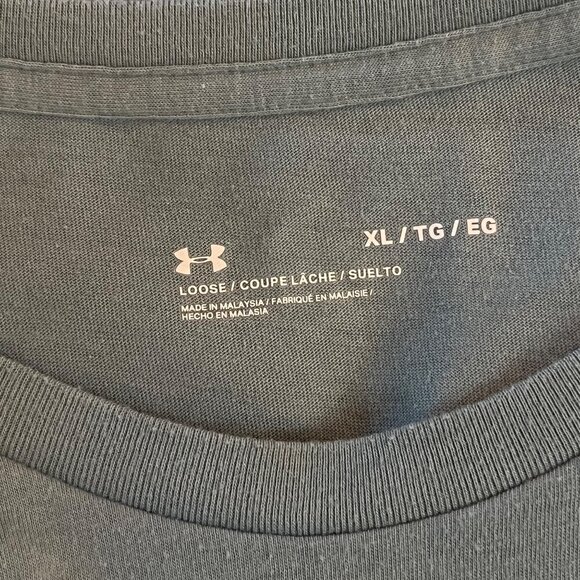 XL / TG / EG
LOOSE / COUPE LÂCHE / SUELTO
MADE IN MALAYSIA / FABRIQUÉ EN MALAISIE /
HECHO EN MALASIA